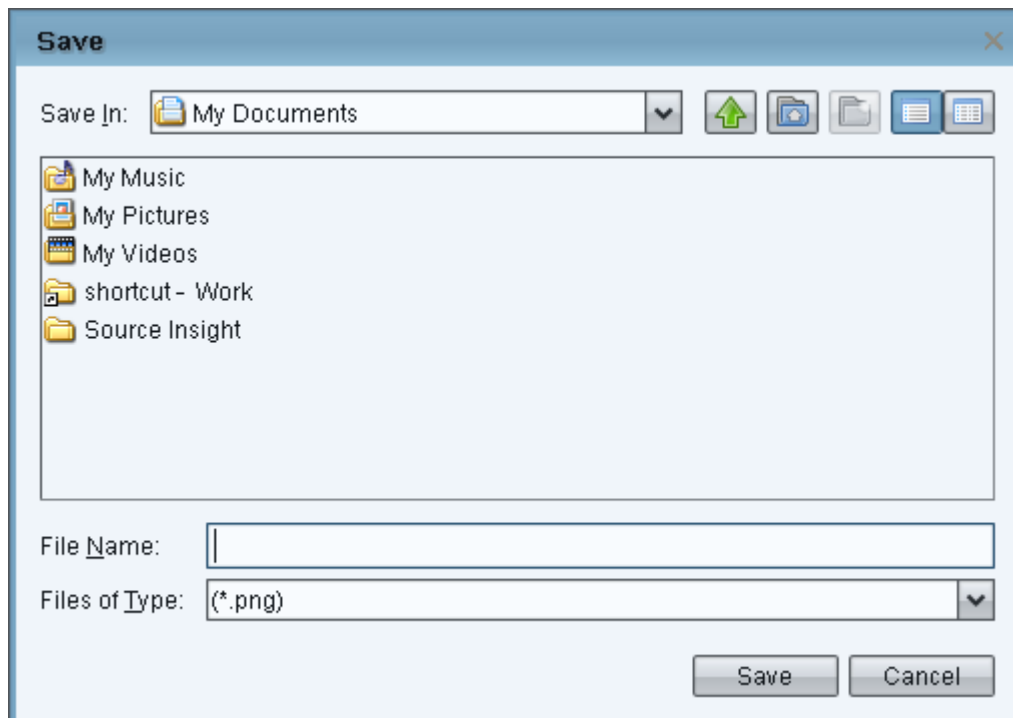 Save
Save In: My Documents
My Music
My Pictures
My Videos
shortcut - Work
Source Insight
File Name:
Files of Type: (*.png)
Save Cancel